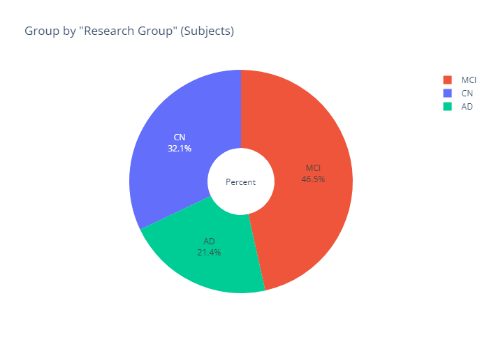 Group by "Research Group" (Subjects)
MCI
CN
AD
CN
32.1%
MCI
46.5%
Percent
AD
21.4%